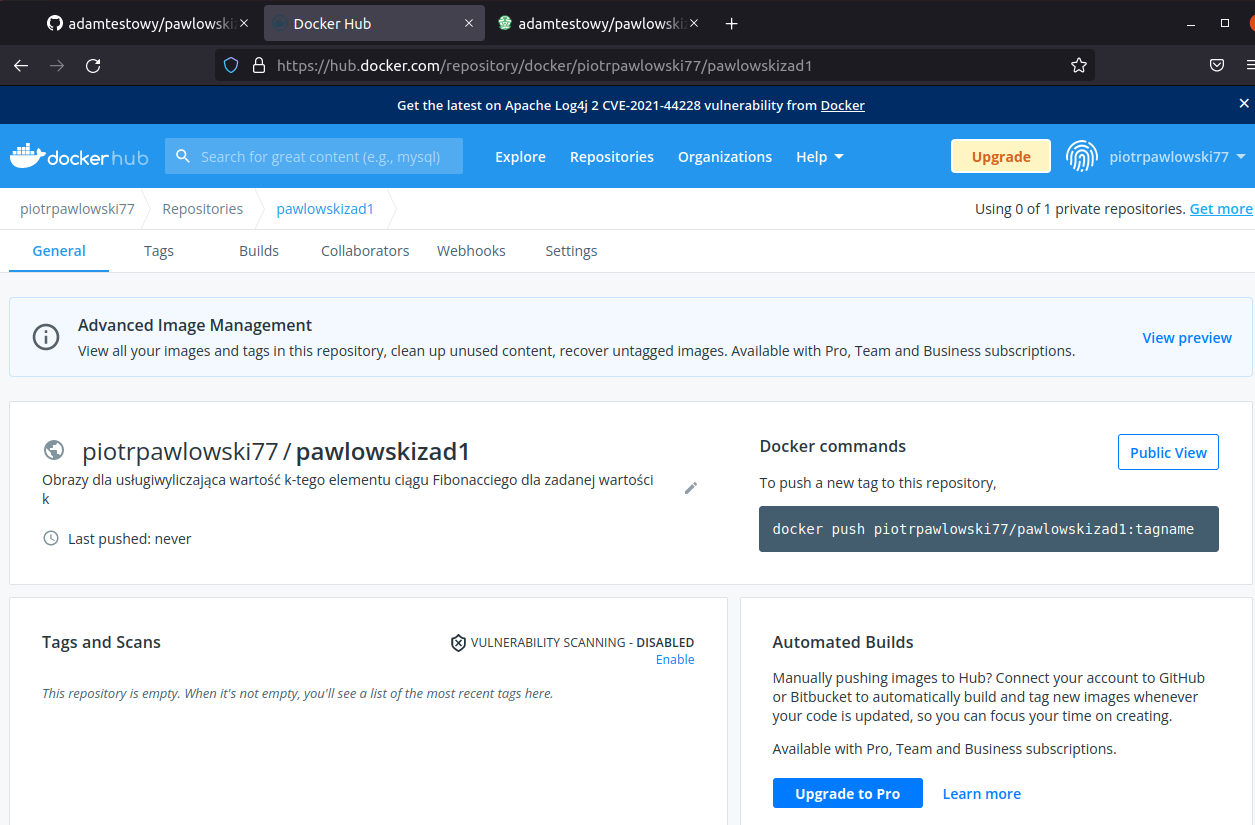 adamtestowy/pawlowski
Docker Hub
adamtestowy/pawlowski
https://hub.docker.com/repository/docker/piotrpawlowski77/pawlowskizad1
Get the latest on Apache Log4j 2 CVE-2021-44228 vulnerability from Docker
dockerhub
Search for great content (e.g., mysql)
Explore
Repositories
Organizations
Help
Upgrade
piotrpawlowski77
piotrpawlowski77
Repositories
pawlowskizad1
Using 0 of 1 private repositories. Get more
General
Tags
Builds
Collaborators
Webhooks
Settings
Advanced Image Management
View all your images and tags in this repository, clean up unused content, recover untagged images. Available with Pro, Team and Business subscriptions.
View preview
piotrpawlowski77 / pawlowskizad1
Obrazy dla usługiwyliczająca wartość k-tego elementu ciągu Fibonacciego dla zadanej wartości
k
Last pushed: never
Docker commands
Public View
To push a new tag to this repository,
docker push piotrpawlowski77/pawlowskizad1:tagname
Tags and Scans
VULNERABILITY SCANNING - DISABLED
Enable
This repository is empty. When it's not empty, you'll see a list of the most recent tags here.
Automated Builds
Manually pushing images to Hub? Connect your account to GitHub
or Bitbucket to automatically build and tag new images whenever
your code is updated, so you can focus your time on creating.
Available with Pro, Team and Business subscriptions.
Upgrade to Pro
Learn more